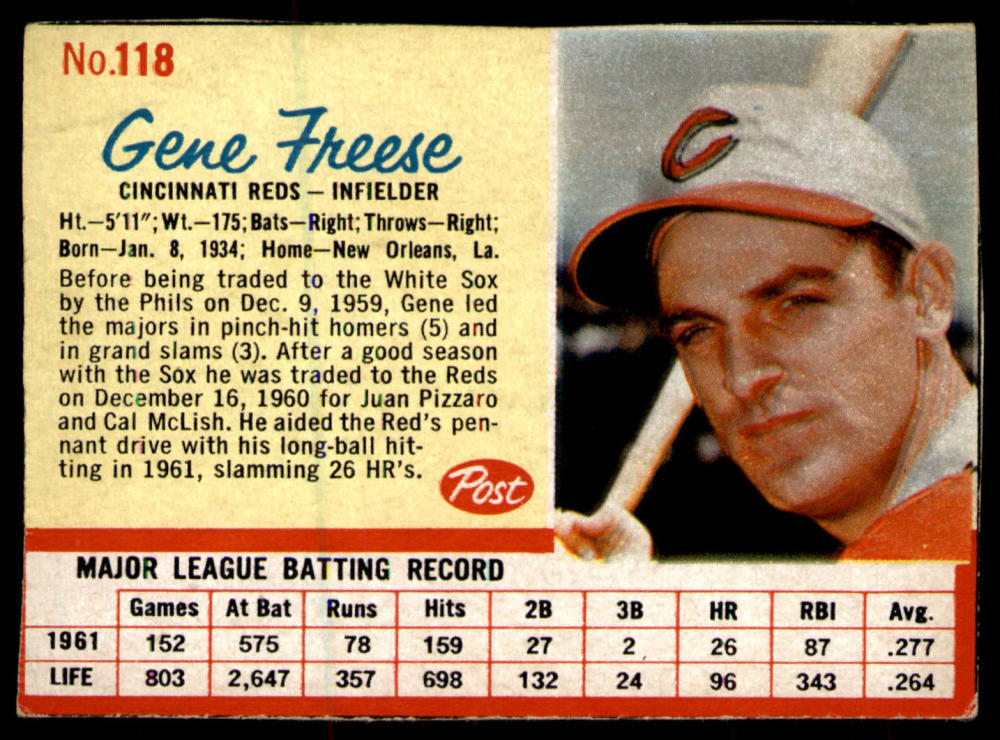 No.118
Gene Freese
CINCINNATI REDS – INFIELDER
Ht.—5'11"; Wt.—175; Bats—Right; Throws—Right;
Born—Jan. 8, 1934; Home—New Orleans, La.
Before being traded to the White Sox
by the Phils on Dec. 9, 1959, Gene led
the majors in pinch-hit homers (5) and
in grand slams (3). After a good season
with the Sox he was traded to the Reds
on December 16, 1960 for Juan Pizzaro
and Cal McLish. He aided the Red's pen-
nant drive with his long-ball hit-
ting in 1961, slamming 26 HR's.
Post
C
MAJOR LEAGUE BATTING RECORD
Games At Bat Runs Hits 2B 3B HR RBI Avg.
1961 152 575 78 159 27 2 26 87 .277
LIFE 803 2,647 357 698 132 24 96 343 .264